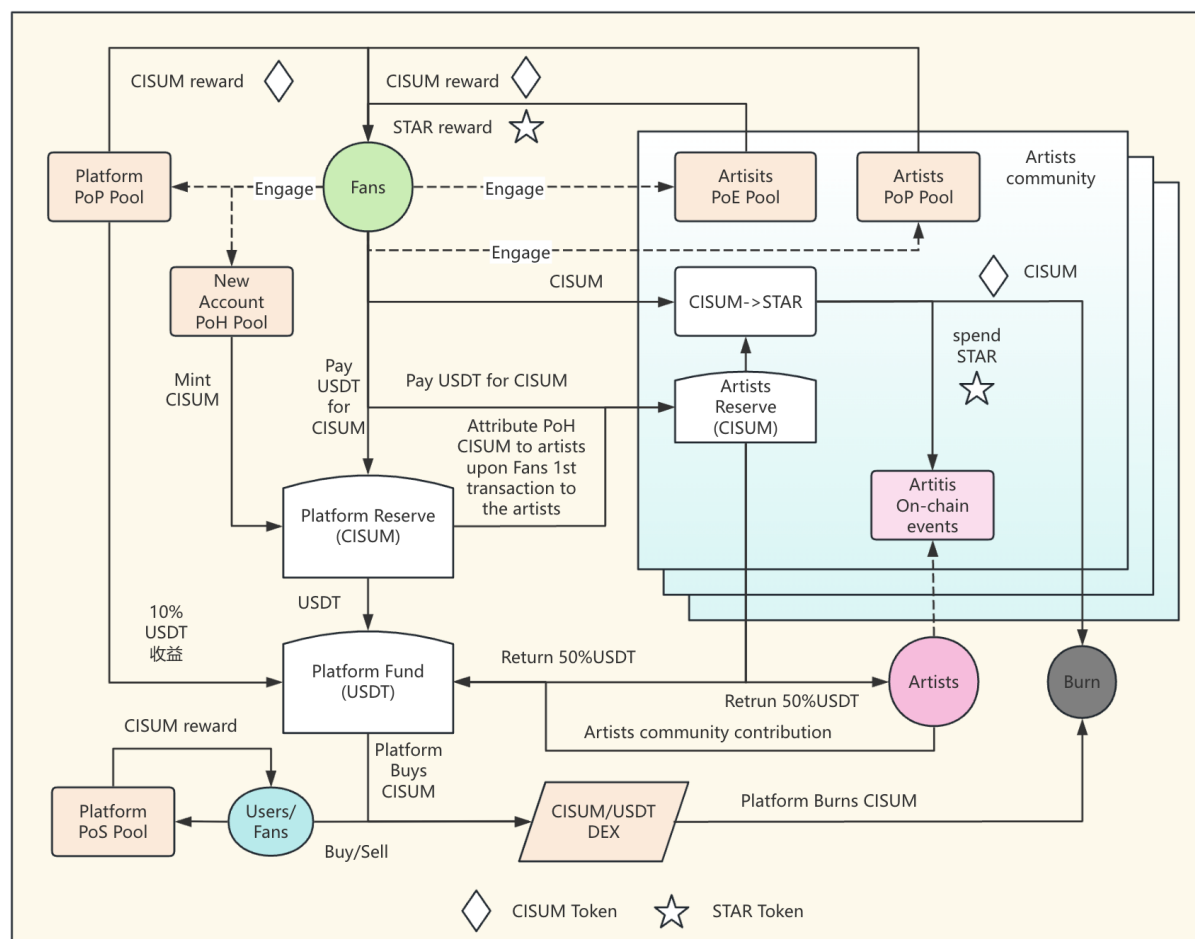 CISUM reward
CISUM reward
STAR reward
Platform
PoP Pool
Engage
Fans
Engage
Artisits
PoE Pool
Artists
PoP Pool
Artists
community
Engage
New
Account
PoH Pool
CISUM
CISUM->STAR
CISUM
spend
STAR
Mint
CISUM
Pay
USDT
for
CISUM
Pay USDT for CISUM
Artists
Reserve
(CISUM)
Attribute PoH
CISUM to artists
upon Fans 1st
transaction to
the artists
Artitis
On-chain
events
Platform Reserve
(CISUM)
USDT
10%
USDT
收益
Platform Fund
(USDT)
Return 50%USDT
Retrun 50%USDT
Artists
Burn
Artists community contribution
CISUM reward
Platform
Buys
CISUM
Platform
PoS Pool
Users/
Fans
Buy/Sell
CISUM/USDT
DEX
Platform Burns CISUM
CISUM Token
STAR Token